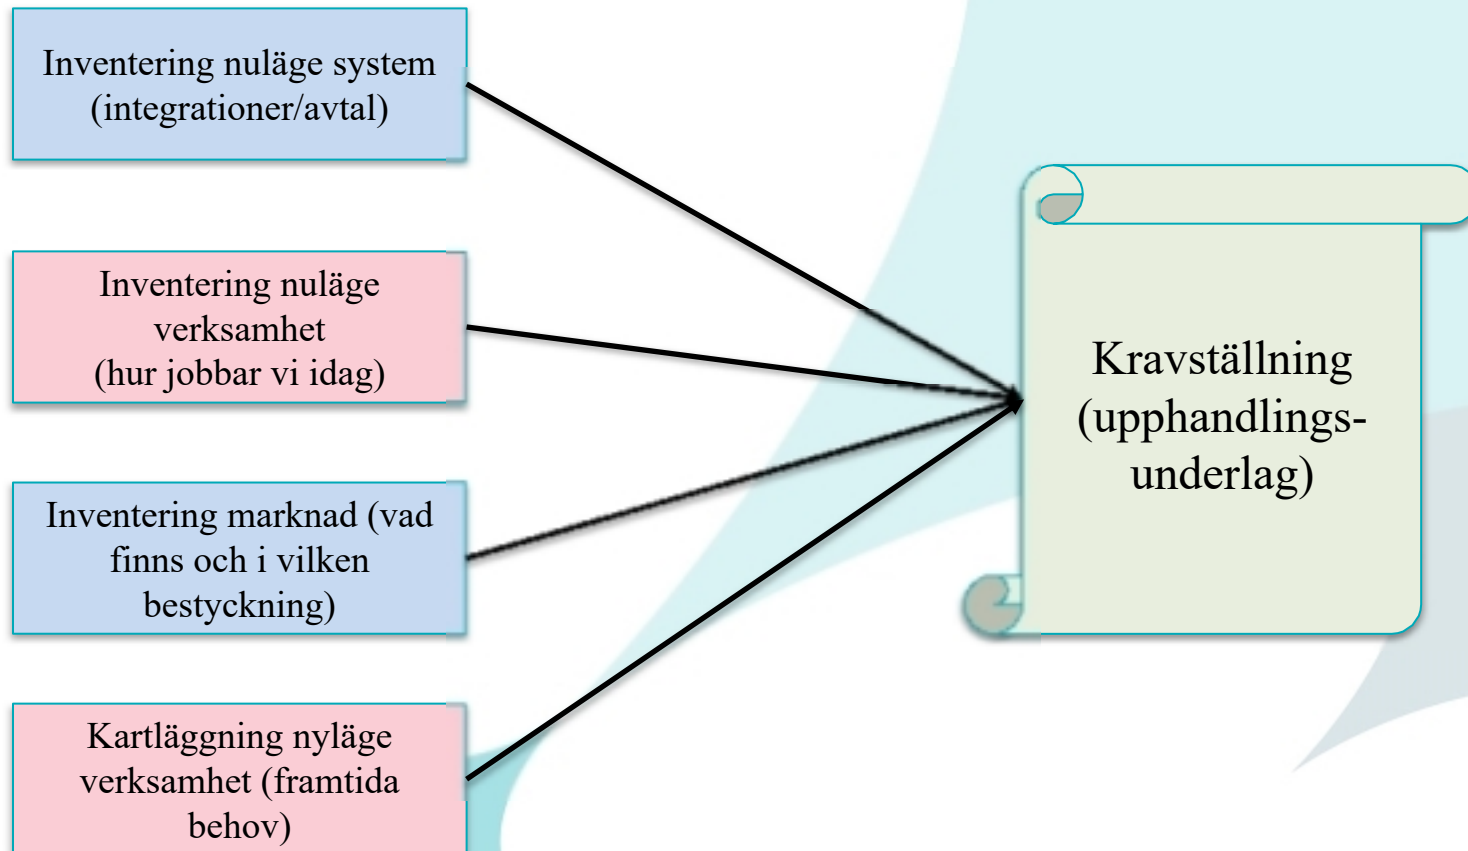 Inventering nuläge system
(integrationer/avtal)
Inventering nuläge
verksamhet
(hur jobbar vi idag)
Inventering marknad (vad
finns och i vilken
bestyckning)
Kartläggning nyläge
verksamhet (framtida
behov)
Kravställning
(upphandlings-
underlag)